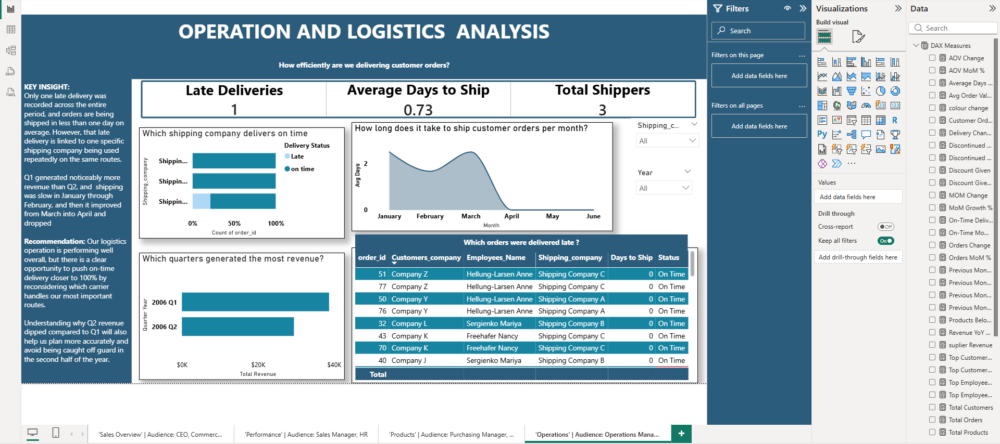 OPERATION AND LOGISTICS  ANALYSIS
How efficiently are we delivering customer orders?
KEY INSIGHT:
Only one late delivery was
recorded across the entire
period, and orders are being
shipped in less than one day on
average. However, that late
delivery is linked to one specific
shipping company being used
repeatedly on the same routes.
Q1 generated noticeably more
revenue than Q2, and  shipping
was slow in January through
February, and then it improved
from March into April and
dropped
Recommendation: Our logistics
operation is performing well
overall, but there is a clear
opportunity to push on-time
delivery closer to 100% by
reconsidering which carrier
handles our most important
routes.
Understanding why Q2 revenue
dipped compared to Q1 will also
help us plan more accurately and
avoid being caught off guard in
the second half of the year.
Late Deliveries
1
Average Days to Ship
0.73
Total Shippers
3
Which shipping company delivers on time
Delivery Status
Late
on time
Shipping_company
Shippin...
Shippin...
Shippin...
0% 50% 100%
Count of order_id
How long does it take to ship customer orders per month?
Avg Days
2
0
January February March April May June
Month
Shipping_c...
All
Year
All
Which quarters generated the most revenue?
Quarter Year
2006 Q1
2006 Q2
$0K $20K $40K
Total Revenue
Which orders were delivered late ?
order_id Customers_company Employees_Name Shipping_company Days to Ship Status
51 Company Z Hellung-Larsen Anne Shipping Company C 0 On Time
77 Company Z Hellung-Larsen Anne Shipping Company C 0 On Time
50 Company Y Hellung-Larsen Anne Shipping Company A 0 On Time
76 Company Y Hellung-Larsen Anne Shipping Company A 0 On Time
32 Company L Sergienko Mariya Shipping Company B 0 On Time
43 Company K Freehafer Nancy Shipping Company C 0 On Time
70 Company K Freehafer Nancy Shipping Company C 0 On Time
40 Company J Sergienko Mariya Shipping Company B 0 On Time
Total
'Sales Overview' | Audience: CEO, Commerc...
'Performance' | Audience: Sales Manager, HR
'Products' | Audience: Purchasing Manager, ...
'Operations' | Audience: Operations Mana...
+
DAX
TMDL
Filters
Search
Filters on this page ...
Add data fields here
Filters on all pages ...
Add data fields here
Visualizations
Build visual
123
123
R
Py
...
Values
Add data fields here
Drill through
Cross-report Off
Keep all filters On
Add drill-through fields here
Data
Search
DAX Measures
AOV Change
AOV MoM %
Average Days ...
Avg Order Val...
colour change
Customer Ord...
Delivery Chan...
Discontinued ...
Discontinued ...
Discount Given
Discount Give...
MOM Change
MoM Growth %
On-Time Deliv...
On-Time Mo...
Orders Change
Orders MoM %
Previous Mon...
Previous Mon...
Previous Mon...
Previous Mon...
Products Belo...
Revenue YoY ...
suplier Revenue
Top Customer...
Top Customer...
Top Employee...
Top Employee...
Total Customers
Total Orders
Total Products